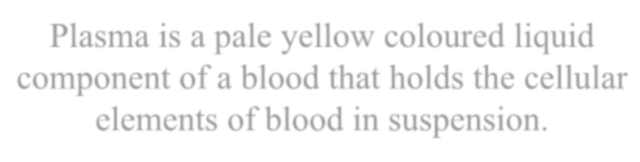 Plasma is a pale yellow coloured liquid
component of a blood that holds the cellular
elements of blood in suspension.